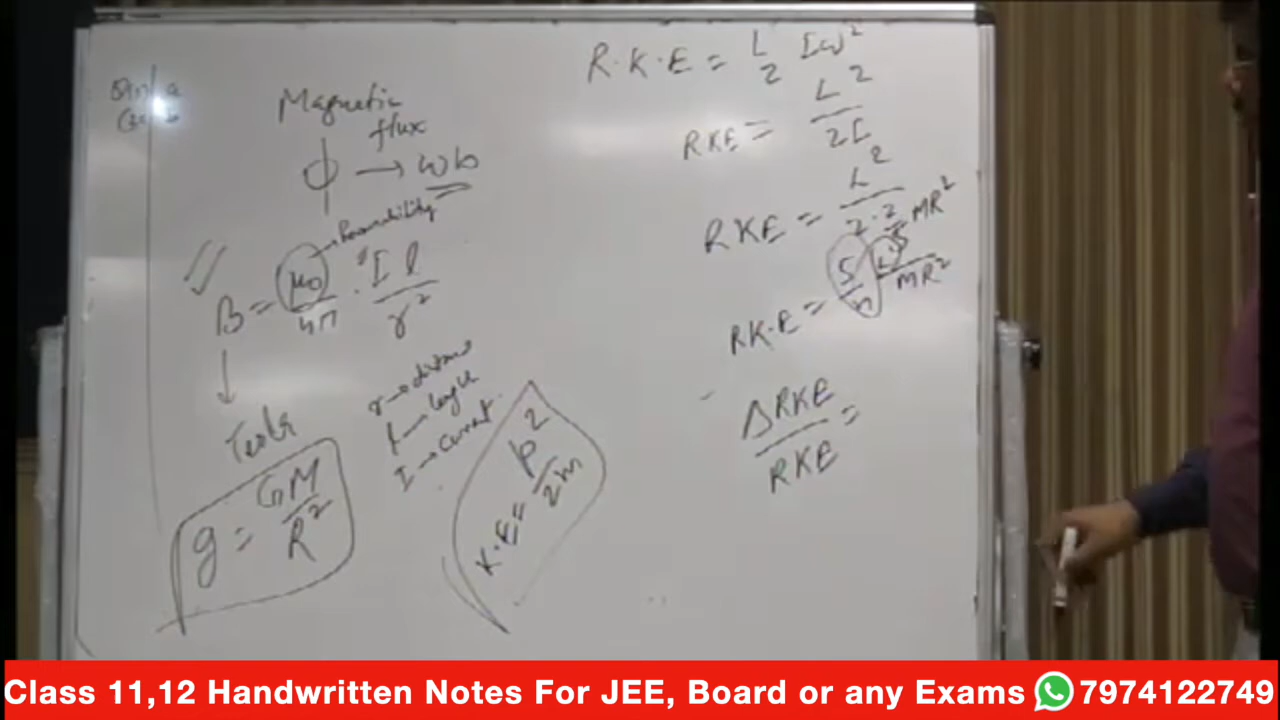 Magnetic
flux
ϕ → wb
Permeability
B = μ0/4π · I l/r²
Tesla
r → distance
l → length
I → Current
g = GM/R²
K·E = p²/2m
R·K·E = 1/2 Iω²
RKE = L²/2I
RKE = L²/2·2/5 MR²
RK·E = 5/4 L²/MR²
ΔRKE/RKE =
Class 11,12 Handwritten Notes For JEE, Board or any Exams 7974122749